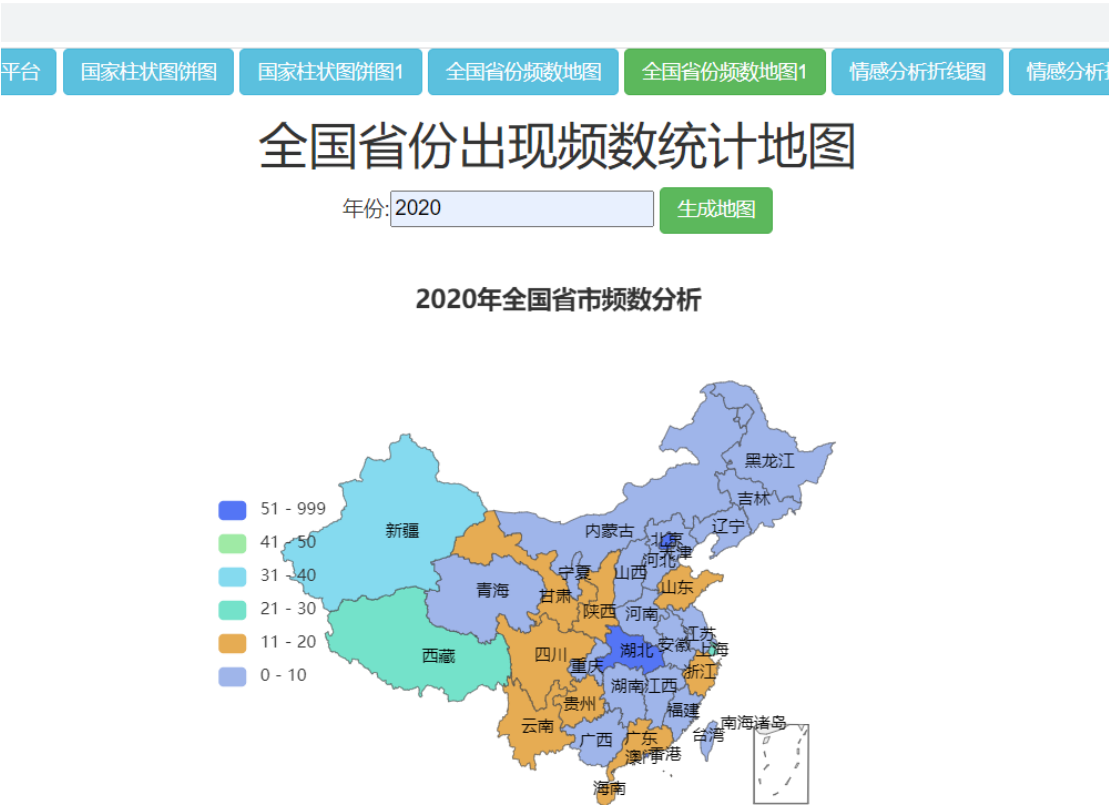 平台 国家柱状图饼图 国家柱状图饼图1 全国省份频数地图 全国省份频数地图1 情感分析折线图 情感分析
全国省份出现频数统计地图
年份:2020 生成地图
2020年全国省市频数分析
黑龙江
吉林
51 - 999
辽宁
新疆
内蒙古
41 - 50
北京
天津
河北
31 - 40
宁夏
山西
山东
青海
甘肃
21 - 30
陕西
河南
江苏
11 - 20
安徽
上海
湖北
四川
西藏
重庆
浙江
0 - 10
湖南
江西
贵州
福建
南海诸岛
云南
台湾
广西
广东
香港
澳门
海南